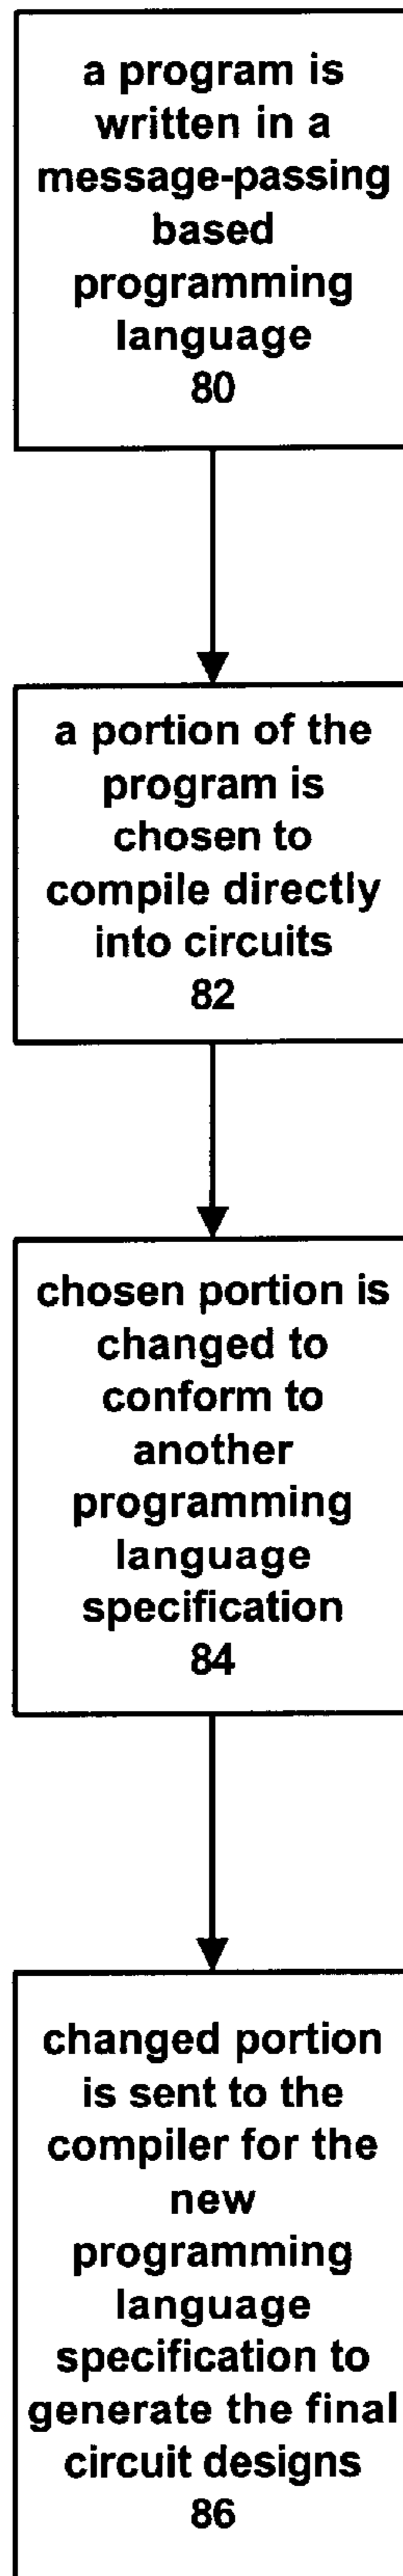 a program is
written in a
message-passing
based
programming
language
80
a portion of the
program is
chosen to
compile directly
into circuits
82
chosen portion is
changed to
conform to
another
programming
language
specification
84
changed portion
is sent to the
compiler for the
new
programming
language
specification to
generate the final
circuit designs
86